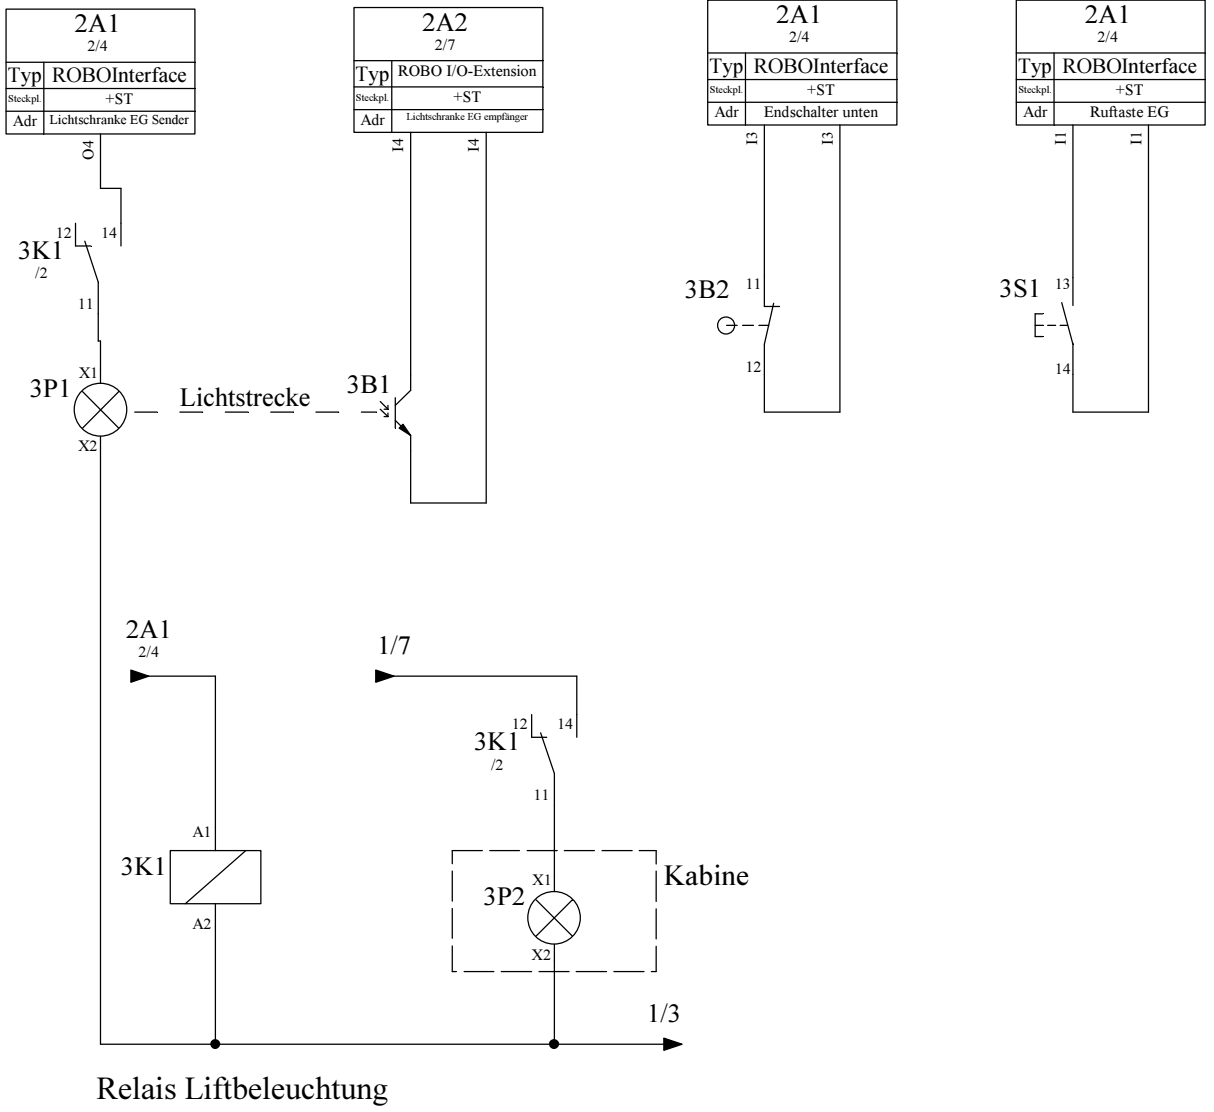 2A1
2/4
Typ ROBOInterface
Steckpl. +ST
Adr Lichtschranke EG Sender
O4
2A2
2/7
Typ ROBO I/O-Extension
Steckpl. +ST
Adr Lichtschranke EG empfänger
I4 I4
2A1
2/4
Typ ROBOInterface
Steckpl. +ST
Adr Endschalter unten
I3 I3
2A1
2/4
Typ ROBOInterface
Steckpl. +ST
Adr Ruftaste EG
I1 I1
12 14
3K1
/2
11
X1
3P1
X2
Lichtstrecke
3B1
11
3B2
12
13
3S1
14
2A1
2/4
1/7
12 14
3K1
/2
11
A1
3K1
A2
X1
3P2
X2
Kabine
1/3
Relais Liftbeleuchtung